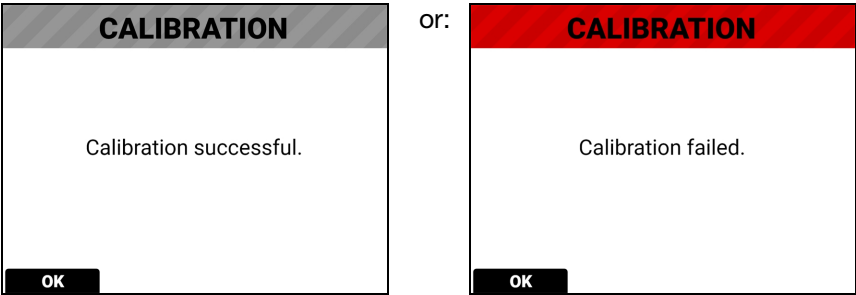 CALIBRATION
Calibration successful.
OK
or:
CALIBRATION
Calibration failed.
OK